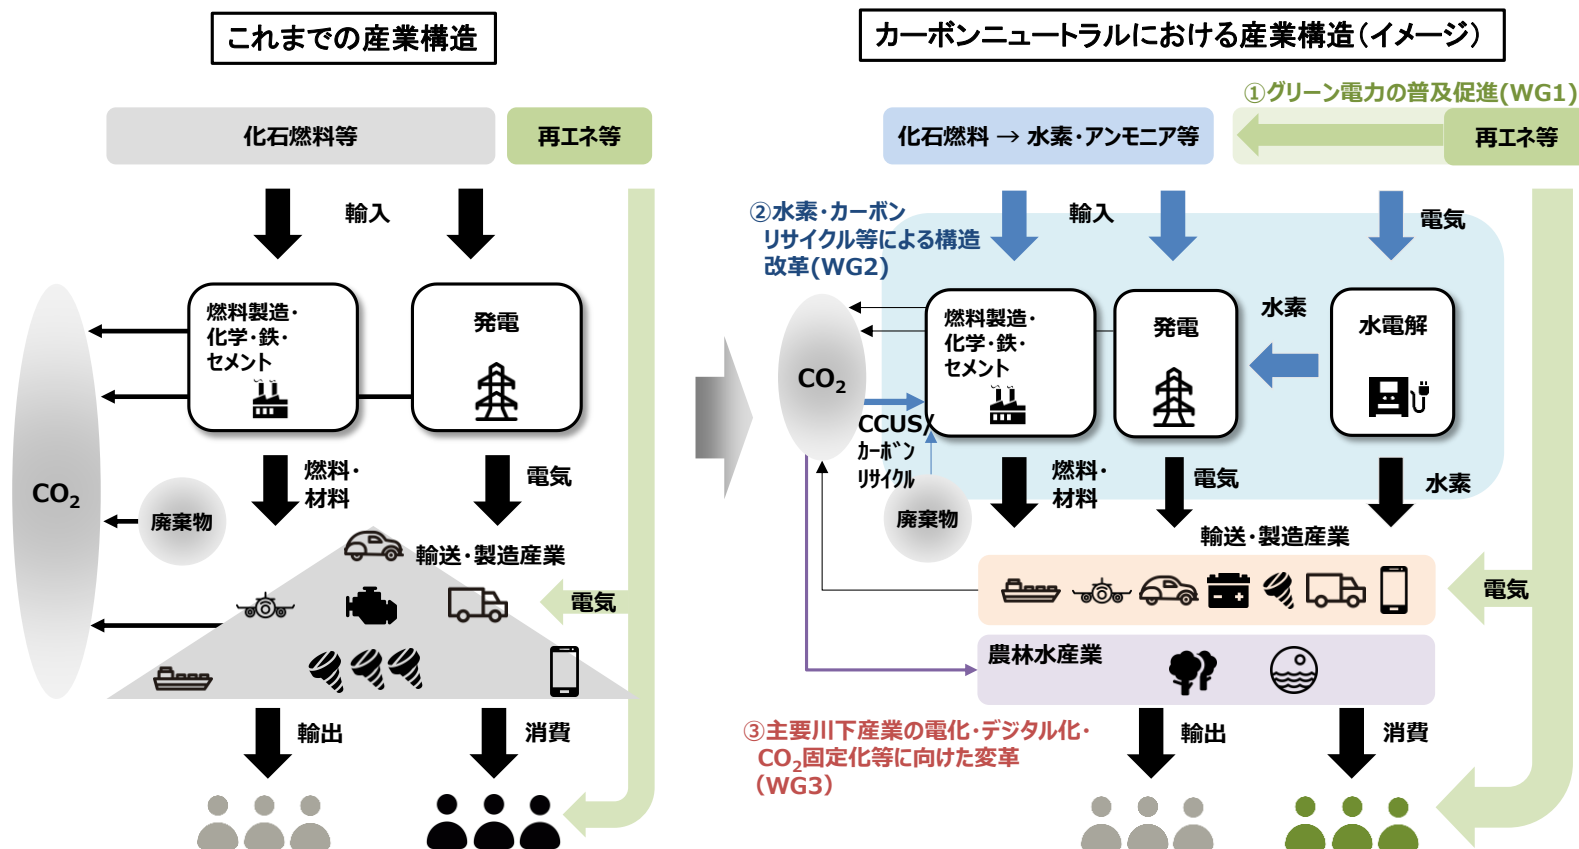 これまでの産業構造
化石燃料等
再エネ等
輸入
燃料製造・
化学・鉄・
セメント
発電
CO2
廃棄物
燃料・
材料
電気
輸送・製造産業
電気
輸出
消費
カーボンニュートラルにおける産業構造(イメージ)
①グリーン電力の普及促進(WG1)
化石燃料 → 水素・アンモニア等
再エネ等
②水素・カーボン
リサイクル等による構造
改革(WG2)
輸入
電気
燃料製造・
化学・鉄・
セメント
発電
水素
水電解
CO2
CCUS/
カーボン
リサイクル
廃棄物
燃料・
材料
電気
水素
輸送・製造産業
電気
農林水産業
③主要川下産業の電化・デジタル化・
CO2固定化等に向けた変革
(WG3)
輸出
消費